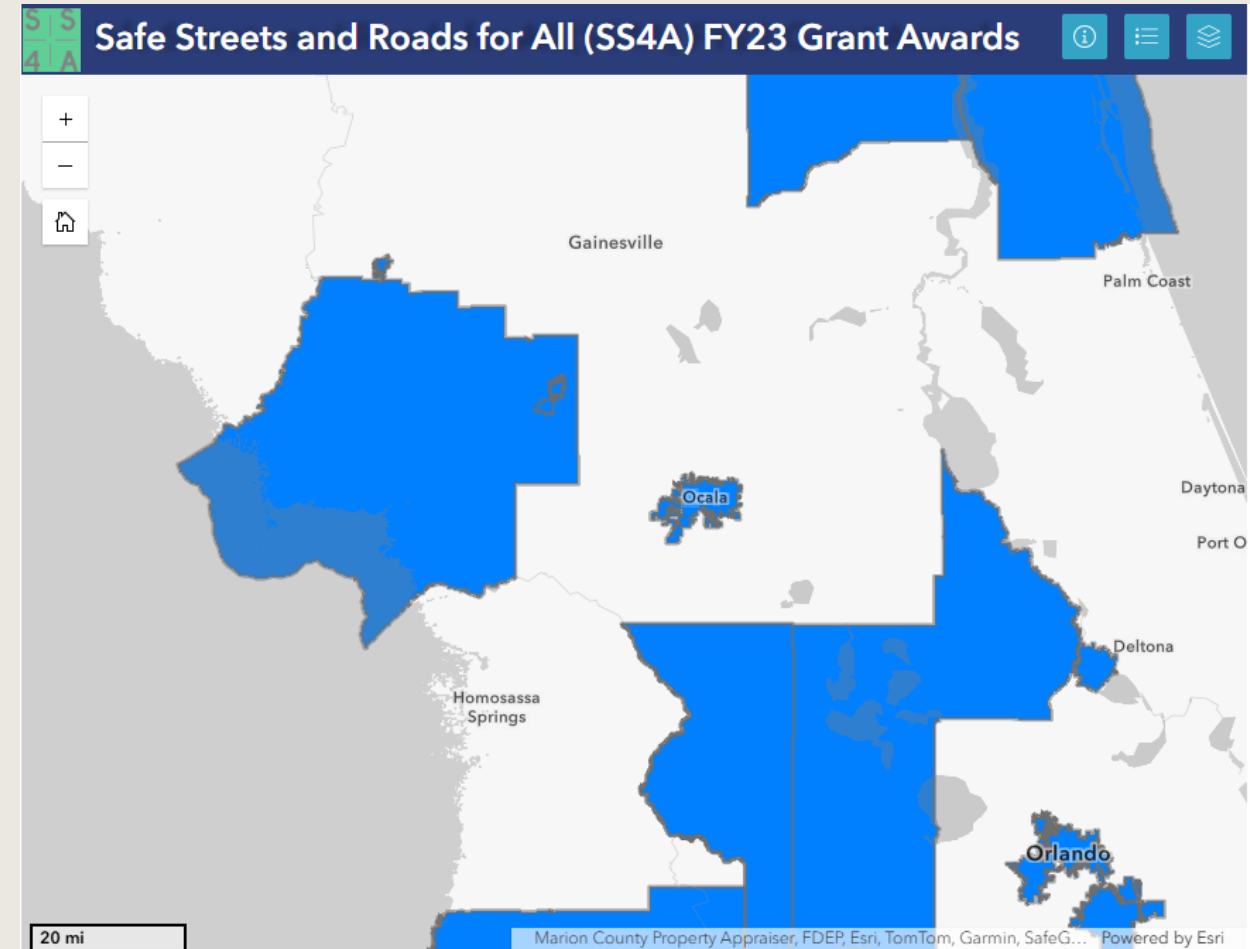 S S
4 A
Safe Streets and Roads for All (SS4A) FY23 Grant Awards
+
−
Gainesville
Palm Coast
Ocala
Daytona
Port O
Deltona
Homosassa
Springs
Orlando
20 mi
Marion County Property Appraiser, FDEP, Esri, TomTom, Garmin, SafeG... Powered by Esri